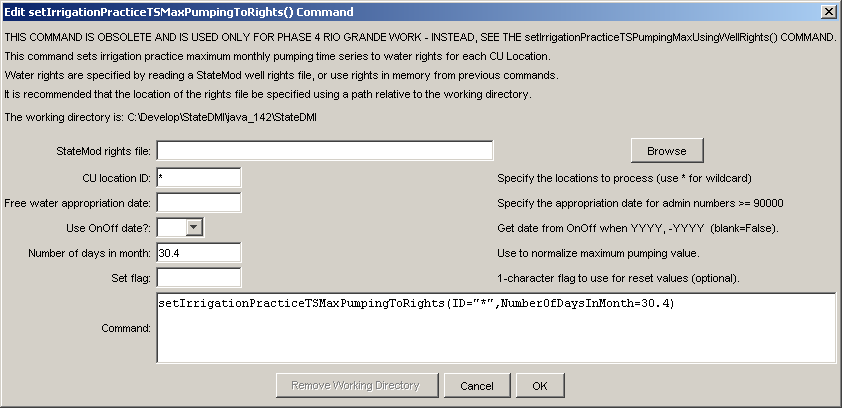 Edit setIrrigationPracticeTSMaxPumpingToRights() Command
THIS COMMAND IS OBSOLETE AND IS USED ONLY FOR PHASE 4 RIO GRANDE WORK - INSTEAD, SEE THE setIrrigationPracticeTSPumpingMaxUsingWellRights() COMMAND.
This command sets irrigation practice maximum monthly pumping time series to water rights for each CU Location.
Water rights are specified by reading a StateMod well rights file, or use rights in memory from previous commands.
It is recommended that the location of the rights file be specified using a path relative to the working directory.
The working directory is: C:\Develop\StateDMI\java_142\StateDMI
StateMod rights file: Browse
CU location ID: * Specify the locations to process (use * for wildcard)
Free water appropriation date: Specify the appropriation date for admin numbers >= 90000
Use OnOff date?: Get date from OnOff when YYYY, -YYYY (blank=False).
Number of days in month: 30.4 Use to normalize maximum pumping value.
Set flag: 1-character flag to use for reset values (optional).
Command: setIrrigationPracticeTSMaxPumpingToRights(ID="*",NumberOfDaysInMonth=30.4)
Remove Working Directory Cancel OK